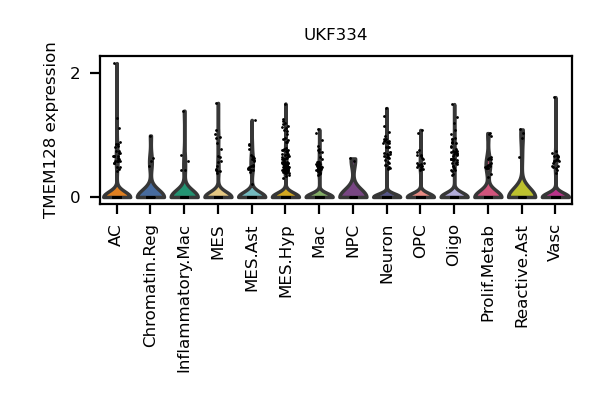 UKF334
TMEM128 expression
2
0
AC
Chromatin.Reg
Inflammatory.Mac
MES
MES.Ast
MES.Hyp
Mac
NPC
Neuron
OPC
Oligo
Prolif.Metab
Reactive.Ast
Vasc